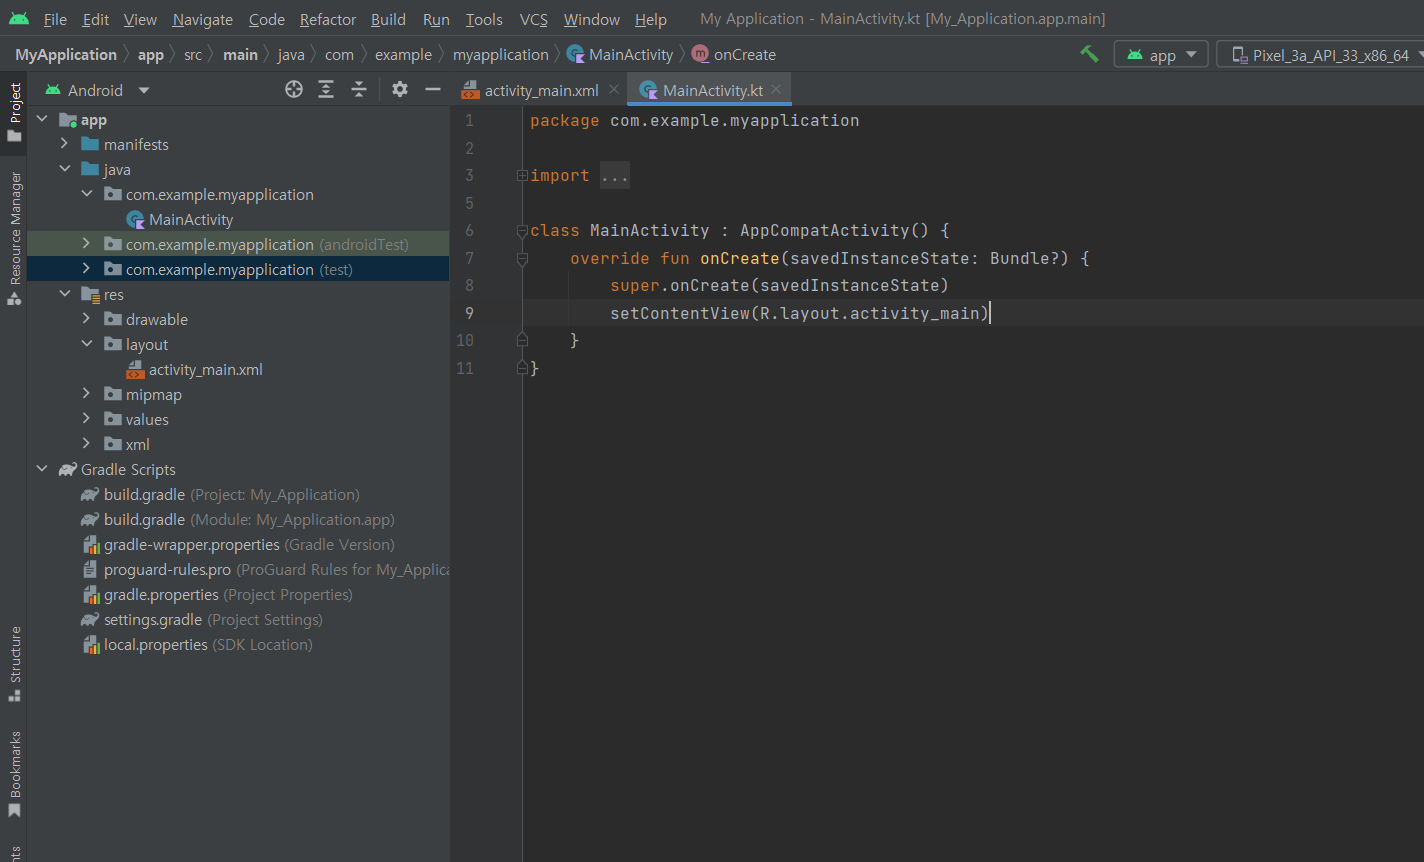 File Edit View Navigate Code Refactor Build Run Tools VCS Window Help My Application - MainActivity.kt [My_Application.app.main]
MyApplication app src main java com example myapplication MainActivity onCreate app Pixel_3a_API_33_x86_64
Project
Resource Manager
Structure
Bookmarks
Android
app
manifests
java
com.example.myapplication
MainActivity
com.example.myapplication (androidTest)
com.example.myapplication (test)
res
drawable
layout
activity_main.xml
mipmap
values
xml
Gradle Scripts
build.gradle (Project: My_Application)
build.gradle (Module: My_Application.app)
gradle-wrapper.properties (Gradle Version)
proguard-rules.pro (ProGuard Rules for My_Applica
gradle.properties (Project Properties)
settings.gradle (Project Settings)
local.properties (SDK Location)
activity_main.xml MainActivity.kt
1 package com.example.myapplication
2
3 import ...
5
6 class MainActivity : AppCompatActivity() {
7 override fun onCreate(savedInstanceState: Bundle?) {
8 super.onCreate(savedInstanceState)
9 setContentView(R.layout.activity_main)
10 }
11 }